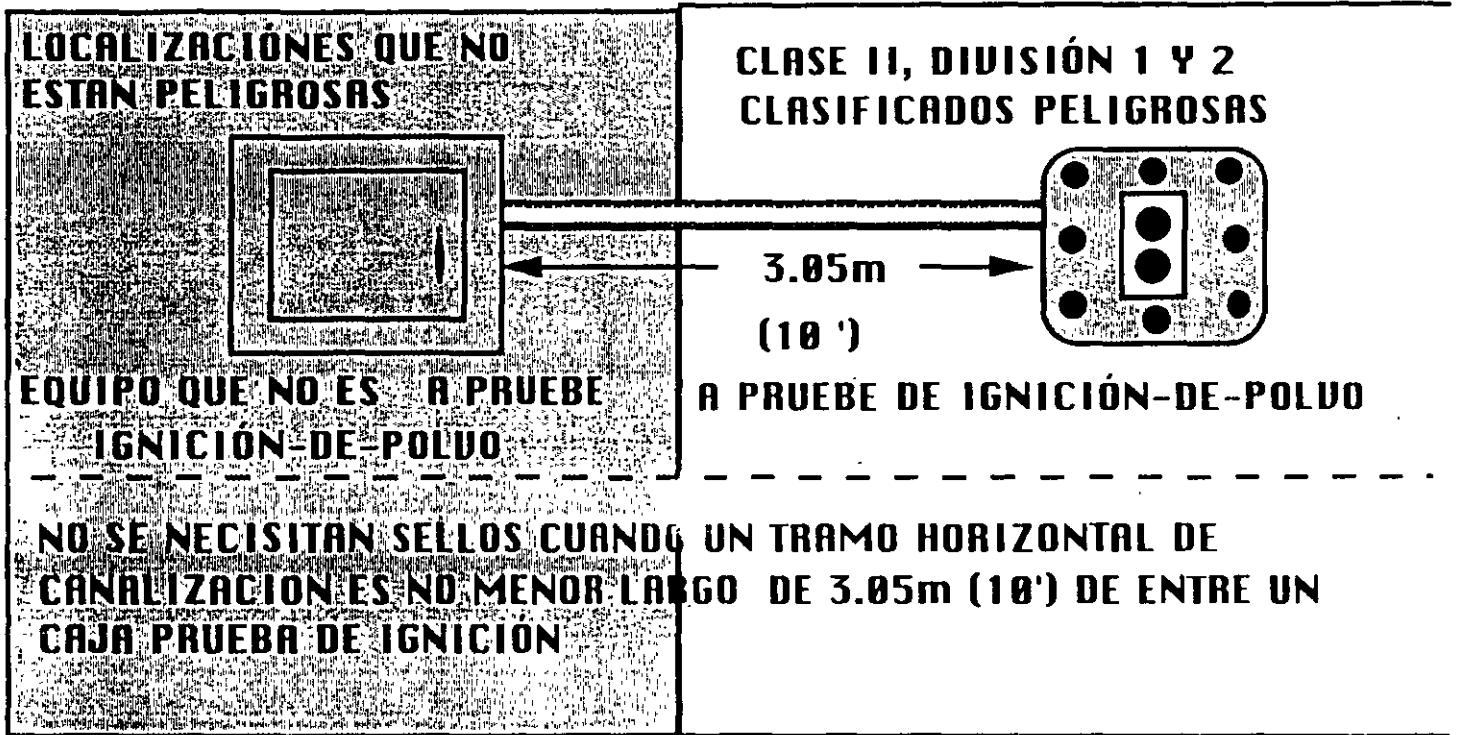 LOCALIZACIÓNES QUE NO
ESTAN PELIGROSAS
CLASE II, DIVISIÓN 1 Y 2
CLASIFICADOS PELIGROSAS
3.05m
(10 ')
EQUIPO QUE NO ES A PRUEBE
IGNICIÓN-DE-POLVO
A PRUEBE DE IGNICIÓN-DE-POLVO
NO SE NECISITAN SELLOS CUANDO UN TRAMO HORIZONTAL DE
CANALIZACION ES NO MENOR LARGO DE 3.05m (10') DE ENTRE UN
CAJA PRUEBA DE IGNICIÓN